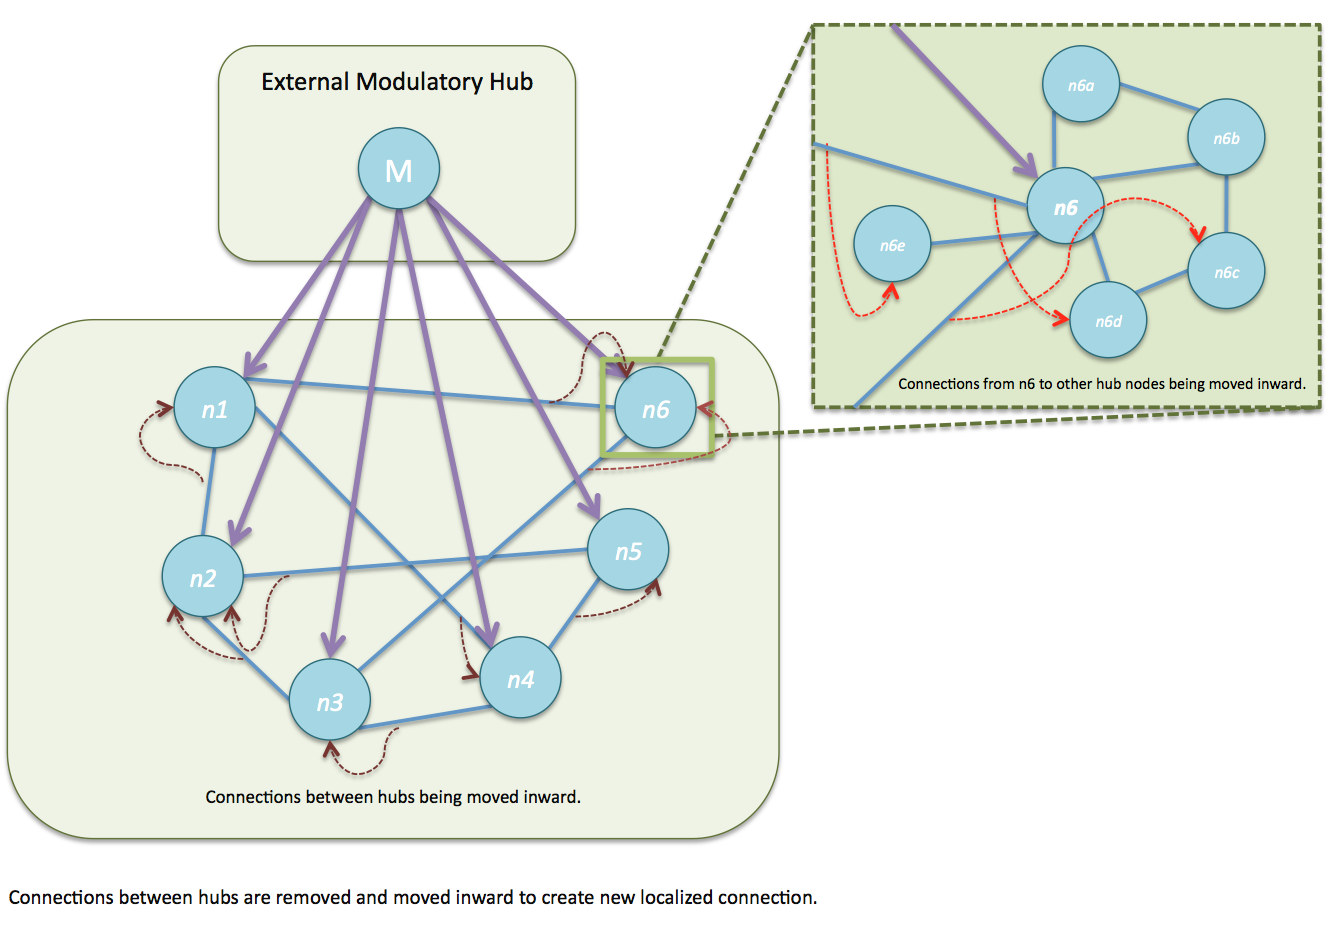 External Modulatory Hub
M
n1
n2
n3
n4
n5
n6
Connections between hubs being moved inward.
n6a
n6b
n6
n6e
n6c
n6d
Connections from n6 to other hub nodes being moved inward.
Connections between hubs are removed and moved inward to create new localized connection.